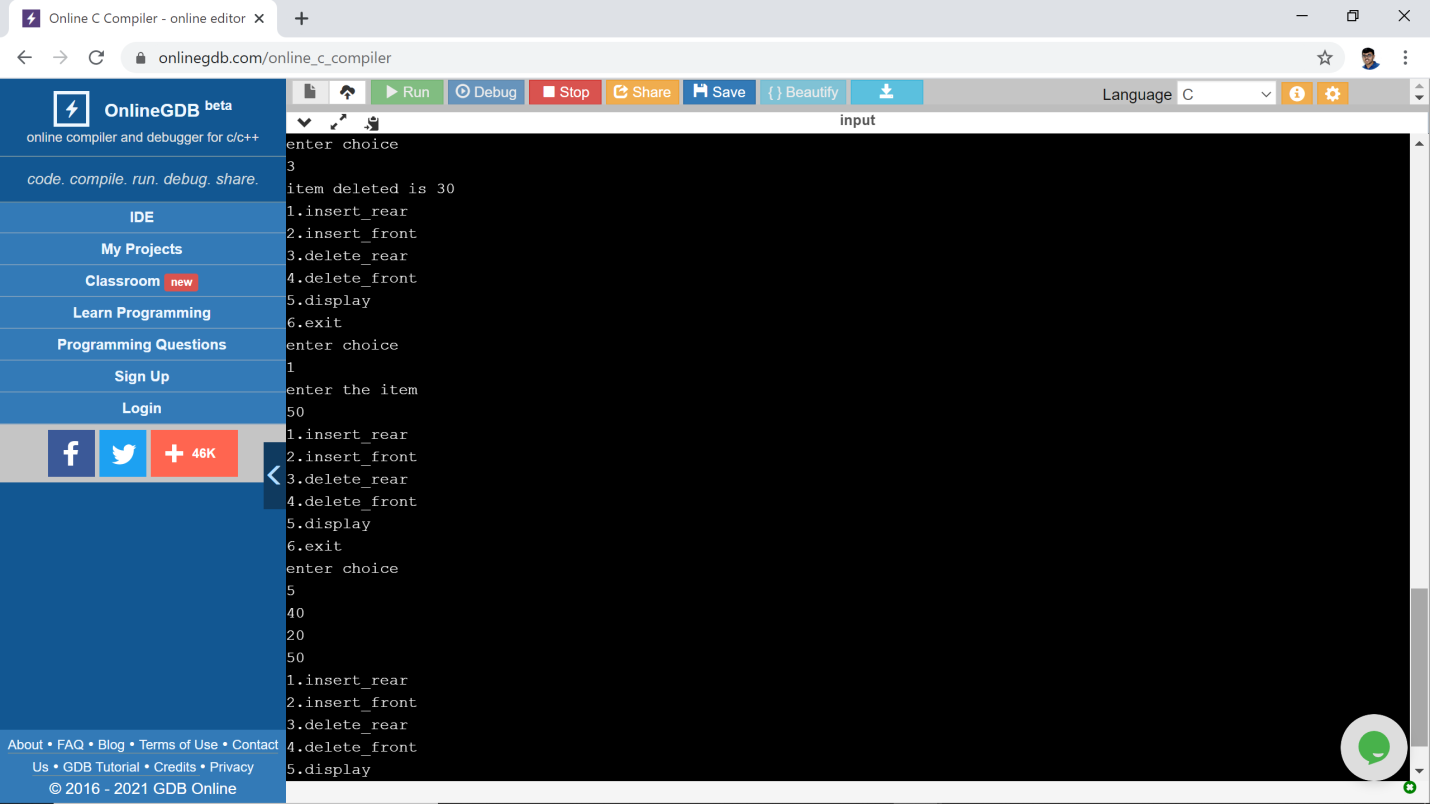 Online C Compiler - online editor
onlinegdb.com/online_c_compiler
OnlineGDB beta
online compiler and debugger for c/c++
code. compile. run. debug. share.
IDE
My Projects
Classroom new
Learn Programming
Programming Questions
Sign Up
Login
46K
About • FAQ • Blog • Terms of Use • Contact
Us • GDB Tutorial • Credits • Privacy
© 2016 - 2021 GDB Online
Run Debug Stop Share Save { } Beautify Language C
input
enter choice
3
item deleted is 30
1.insert_rear
2.insert_front
3.delete_rear
4.delete_front
5.display
6.exit
enter choice
1
enter the item
50
1.insert_rear
2.insert_front
3.delete_rear
4.delete_front
5.display
6.exit
enter choice
5
40
20
50
1.insert_rear
2.insert_front
3.delete_rear
4.delete_front
5.display